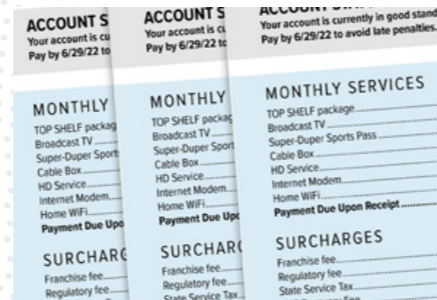 ACCOUNT S
Your account is cu
Pay by 6/29/22 to
MONTHLY
TOP SHELF packag
Broadcast TV
Super-Duper Sport
Cable Box
HD Service
Internet Modem
Home WiFi
Payment Due Upo
SURCHARG
Franchise fee
Regulatory fee
ACCOUNT S
Your account is cu
Pay by 6/29/22 to
MONTHLY
TOP SHELF packag
Broadcast TV
Super-Duper Sport
Cable Box
HD Service
Internet Modem
Home WiFi
Payment Due Upo
SURCHARG
Franchise fee
Regulatory fee
State Service Tax
Your account is currently in good stand
Pay by 6/29/22 to avoid late penalties.
MONTHLY SERVICES
TOP SHELF package
Broadcast TV
Super-Duper Sports Pass
Cable Box
HD Service
Internet Modem
Home WiFi
Payment Due Upon Receipt
SURCHARGES
Franchise fee
Regulatory fee
State Service Tax